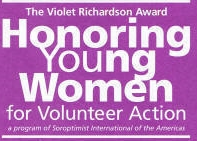 The Violet Richardson Award
Honoring
Young
Women
for Volunteer Action
a program of Soroptimist International of the Americas